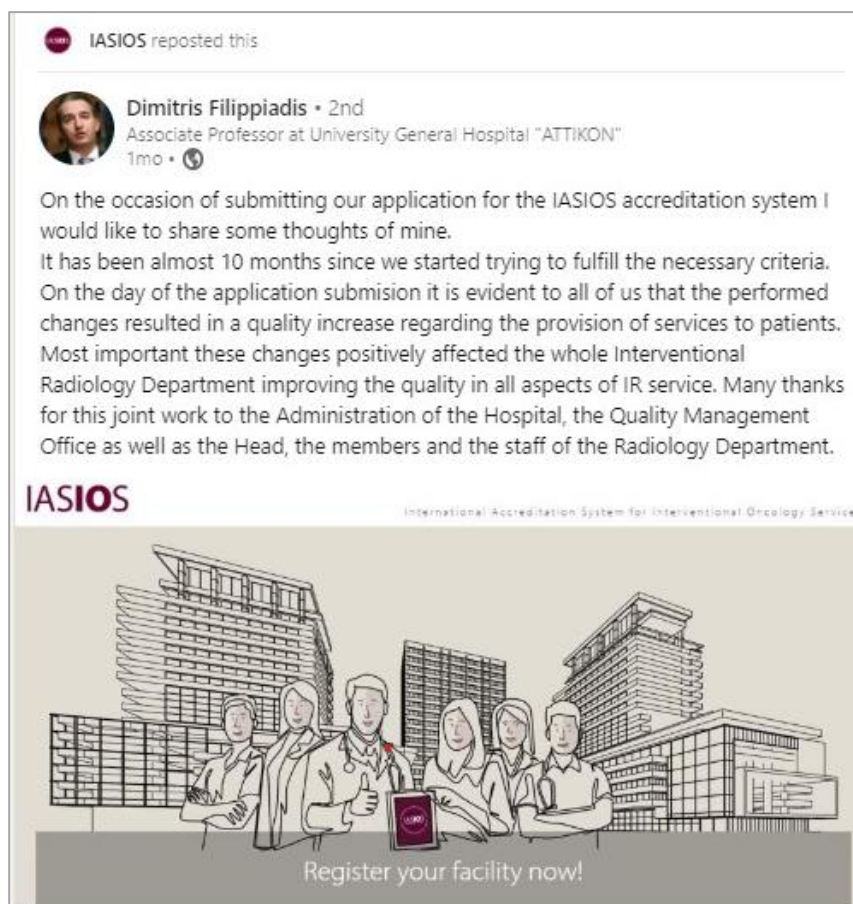 IASIOS reposted this
Dimitris Filippiadis • 2nd
Associate Professor at University General Hospital "ATTIKON"
1mo •
On the occasion of submitting our application for the IASIOS accreditation system I
would like to share some thoughts of mine.
It has been almost 10 months since we started trying to fulfill the necessary criteria.
On the day of the application submision it is evident to all of us that the performed
changes resulted in a quality increase regarding the provision of services to patients.
Most important these changes positively affected the whole Interventional
Radiology Department improving the quality in all aspects of IR service. Many thanks
for this joint work to the Administration of the Hospital, the Quality Management
Office as well as the Head, the members and the staff of the Radiology Department.
IASIOS
International Accreditation System for Interventional Oncology Service
IASIOS
Register your facility now!